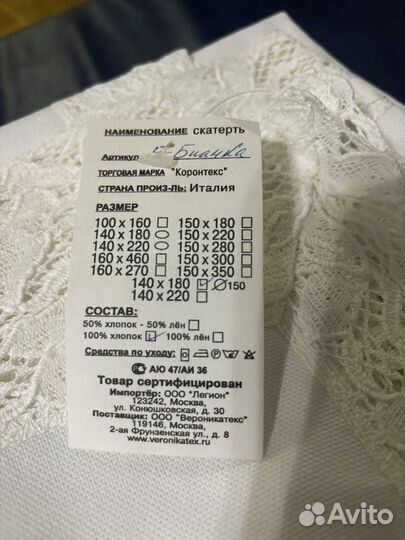 НАИМЕНОВАНИЕ скатерть
Артикул Бианка
ТОРГОВАЯ МАРКА "Коронтекс"
СТРАНА ПРОИЗ-ЛЬ: Италия
РАЗМЕР
100 x 160 150 x 180
140 x 180 150 x 220
140 x 220 150 x 280
160 x 460 150 x 300
160 x 270 150 x 350
140 x 180 150
140 x 220
СОСТАВ:
50% хлопок - 50% лён
100% хлопок 100% лён
Средства по уходу:
АЮ 47/АИ 36
Товар сертифицирован
Импортёр: ООО "Легион"
123242, Москва,
ул. Конюшковская, д. 30
Поставщик: ООО "Вероникатекс"
119146, Москва,
2-ая Фрунзенская ул., д. 8
www.veronikatex.ru
Avito